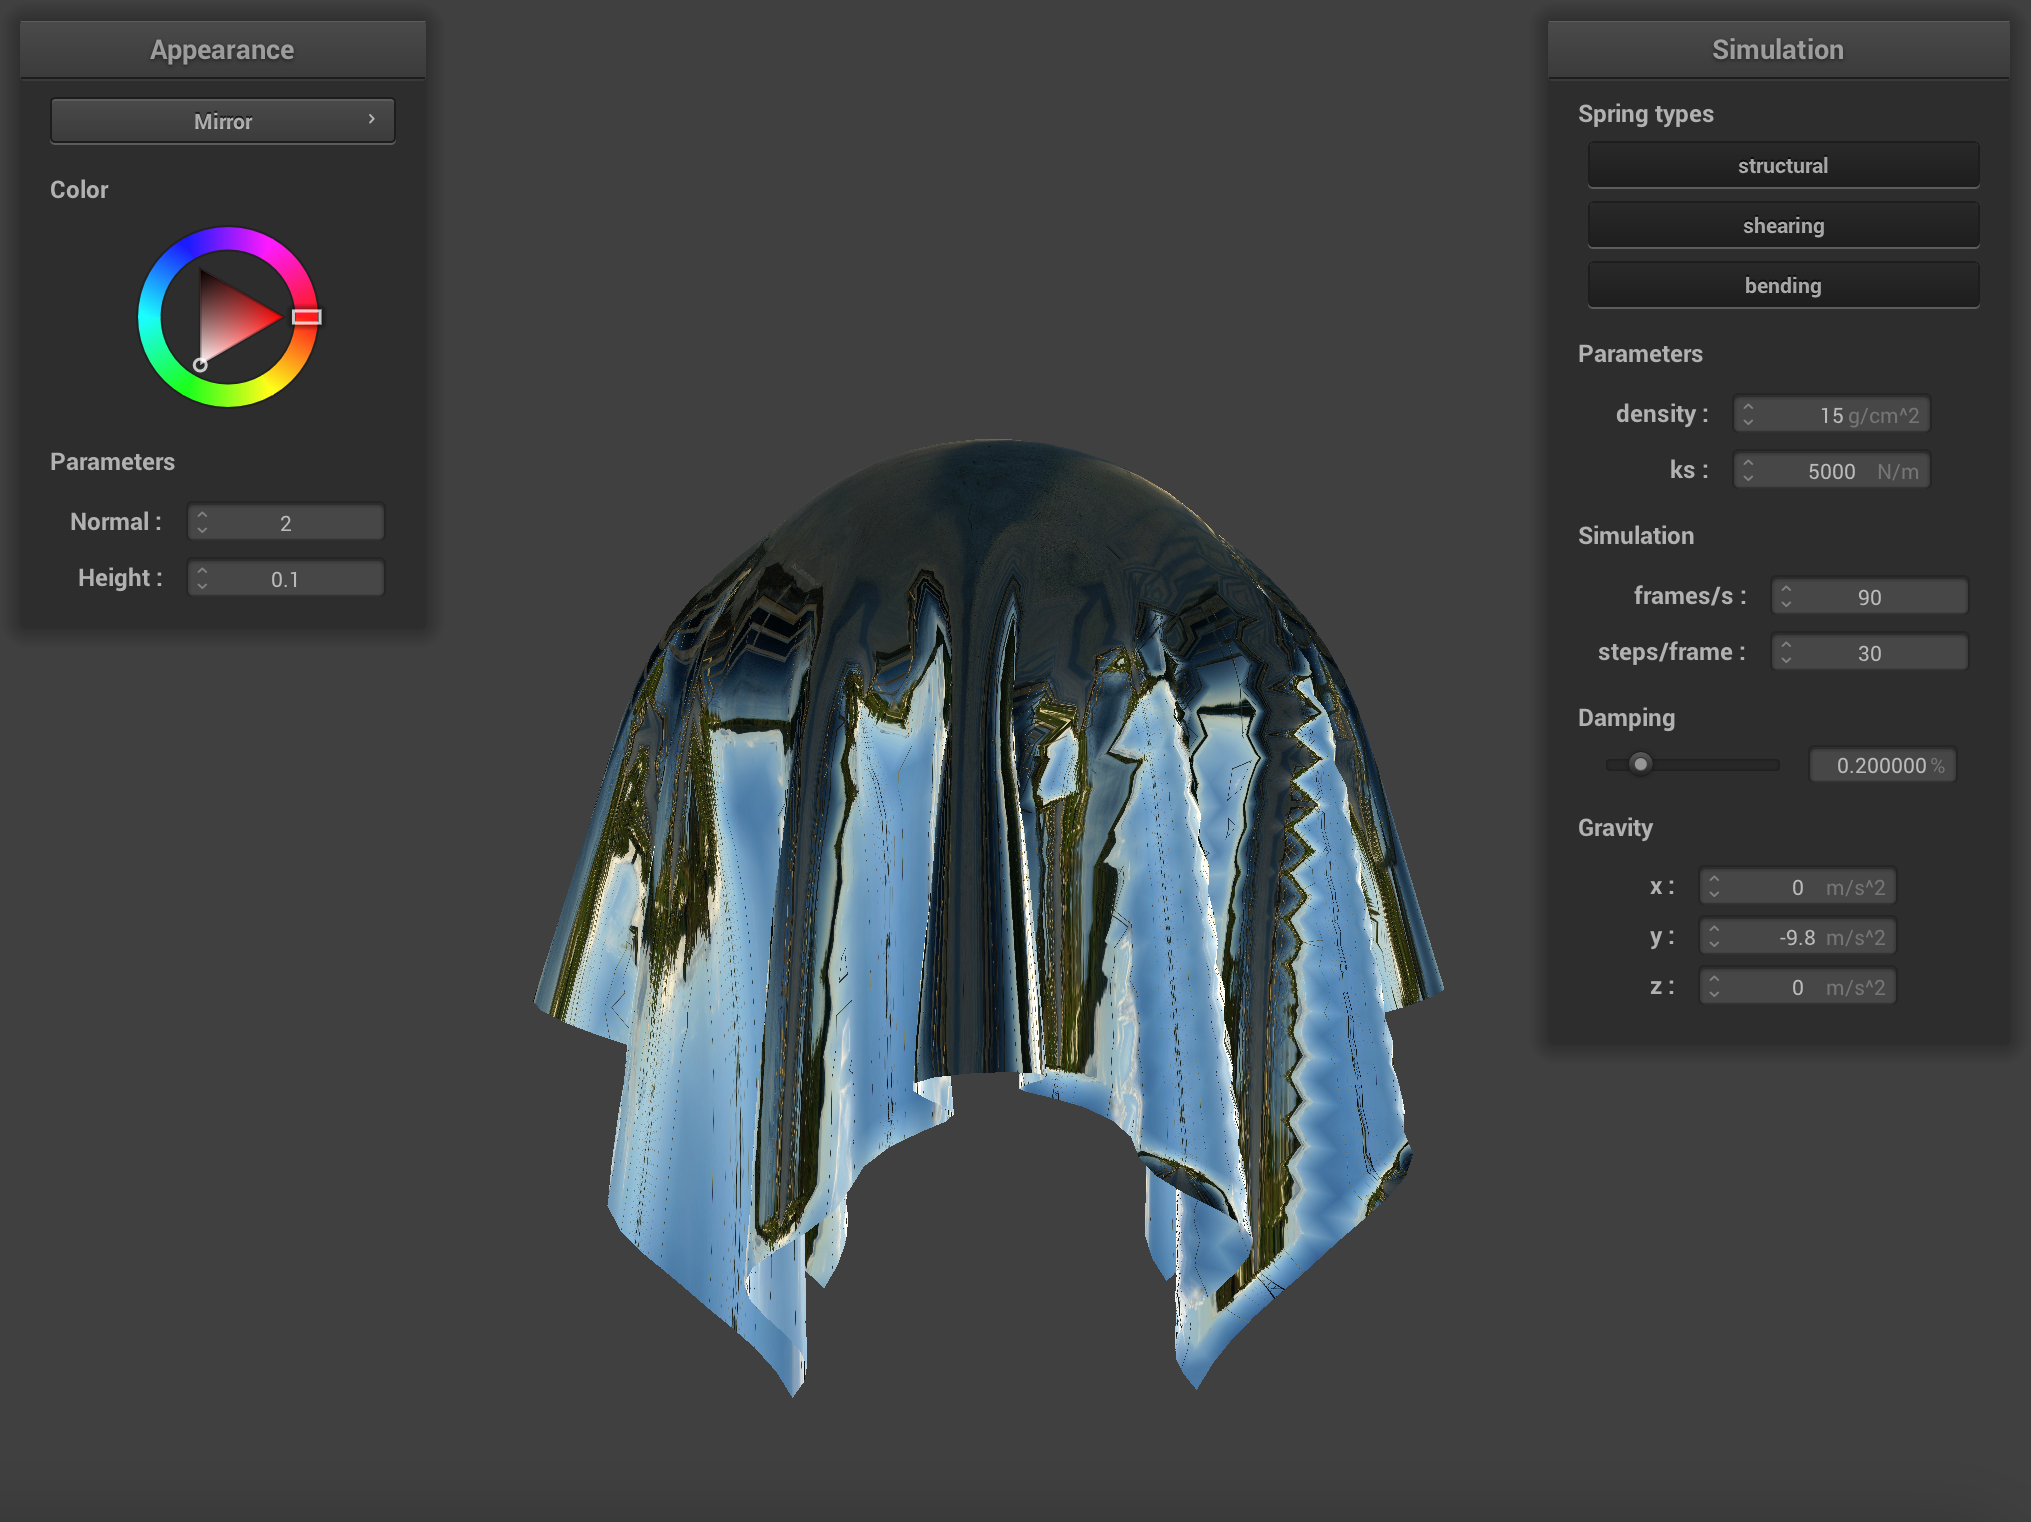 Appearance
Mirror
Color
Parameters
Normal : 2
Height : 0.1
Simulation
Spring types
structural
shearing
bending
Parameters
density : 15 g/cm^2
ks : 5000 N/m
Simulation
frames/s : 90
steps/frame : 30
Damping
0.200000 %
Gravity
x : 0 m/s^2
y : -9.8 m/s^2
z : 0 m/s^2